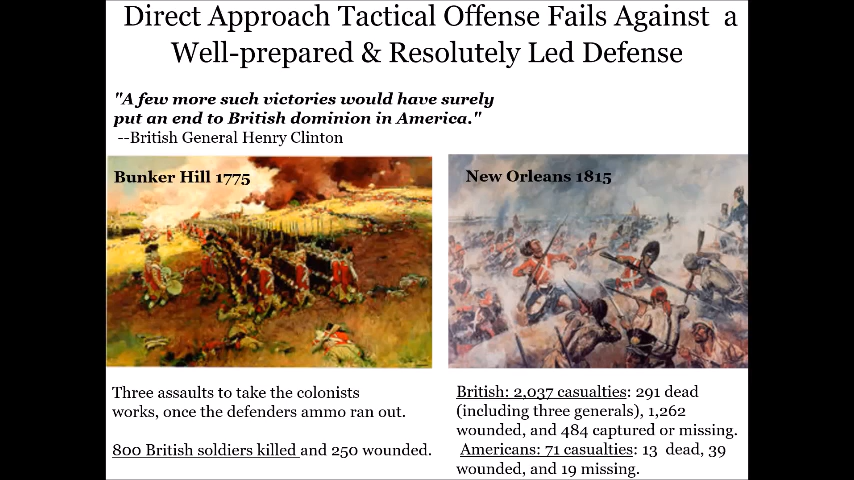 Direct Approach Tactical Offense Fails Against a
Well-prepared & Resolutely Led Defense
"A few more such victories would have surely
put an end to British dominion in America."
--British General Henry Clinton
Bunker Hill 1775
New Orleans 1815
Three assaults to take the colonists
works, once the defenders ammo ran out.
800 British soldiers killed and 250 wounded.
British: 2,037 casualties: 291 dead
(including three generals), 1,262
wounded, and 484 captured or missing.
Americans: 71 casualties: 13 dead, 39
wounded, and 19 missing.